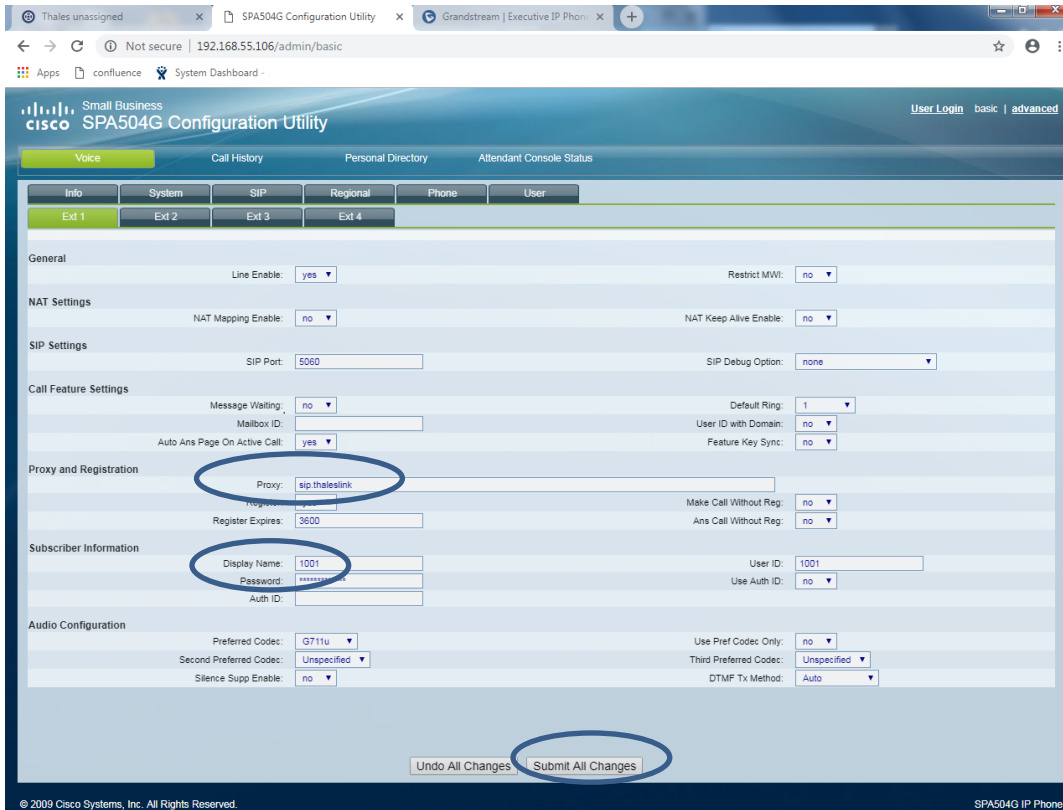 Thales unassigned
SPA504G Configuration Utility
Grandstream | Executive IP Phon
Not secure | 192.168.55.106/admin/basic
Apps confluence System Dashboard -
Small Business
CISCO SPA504G Configuration Utility
User Login basic | advanced
Voice Call History Personal Directory Attendant Console Status
Info System SIP Regional Phone User
Ext 1 Ext 2 Ext 3 Ext 4
General
Line Enable: yes Restrict MWI: no
NAT Settings
NAT Mapping Enable: no NAT Keep Alive Enable: no
SIP Settings
SIP Port: 5060 SIP Debug Option: none
Call Feature Settings
Message Waiting: no Default Ring: 1
Mailbox ID: User ID with Domain: no
Auto Ans Page On Active Call: yes Feature Key Sync: no
Proxy and Registration
Proxy: sip.thaleslink
Make Call Without Reg: no
Register Expires: 3600 Ans Call Without Reg: no
Subscriber Information
Display Name: 1001 User ID: 1001
Password: ************* Use Auth ID: no
Auth ID:
Audio Configuration
Preferred Codec: G711u Use Pref Codec Only: no
Second Preferred Codec: Unspecified Third Preferred Codec: Unspecified
Silence Supp Enable: no DTMF Tx Method: Auto
Undo All Changes Submit All Changes
© 2009 Cisco Systems, Inc. All Rights Reserved. SPA504G IP Phone